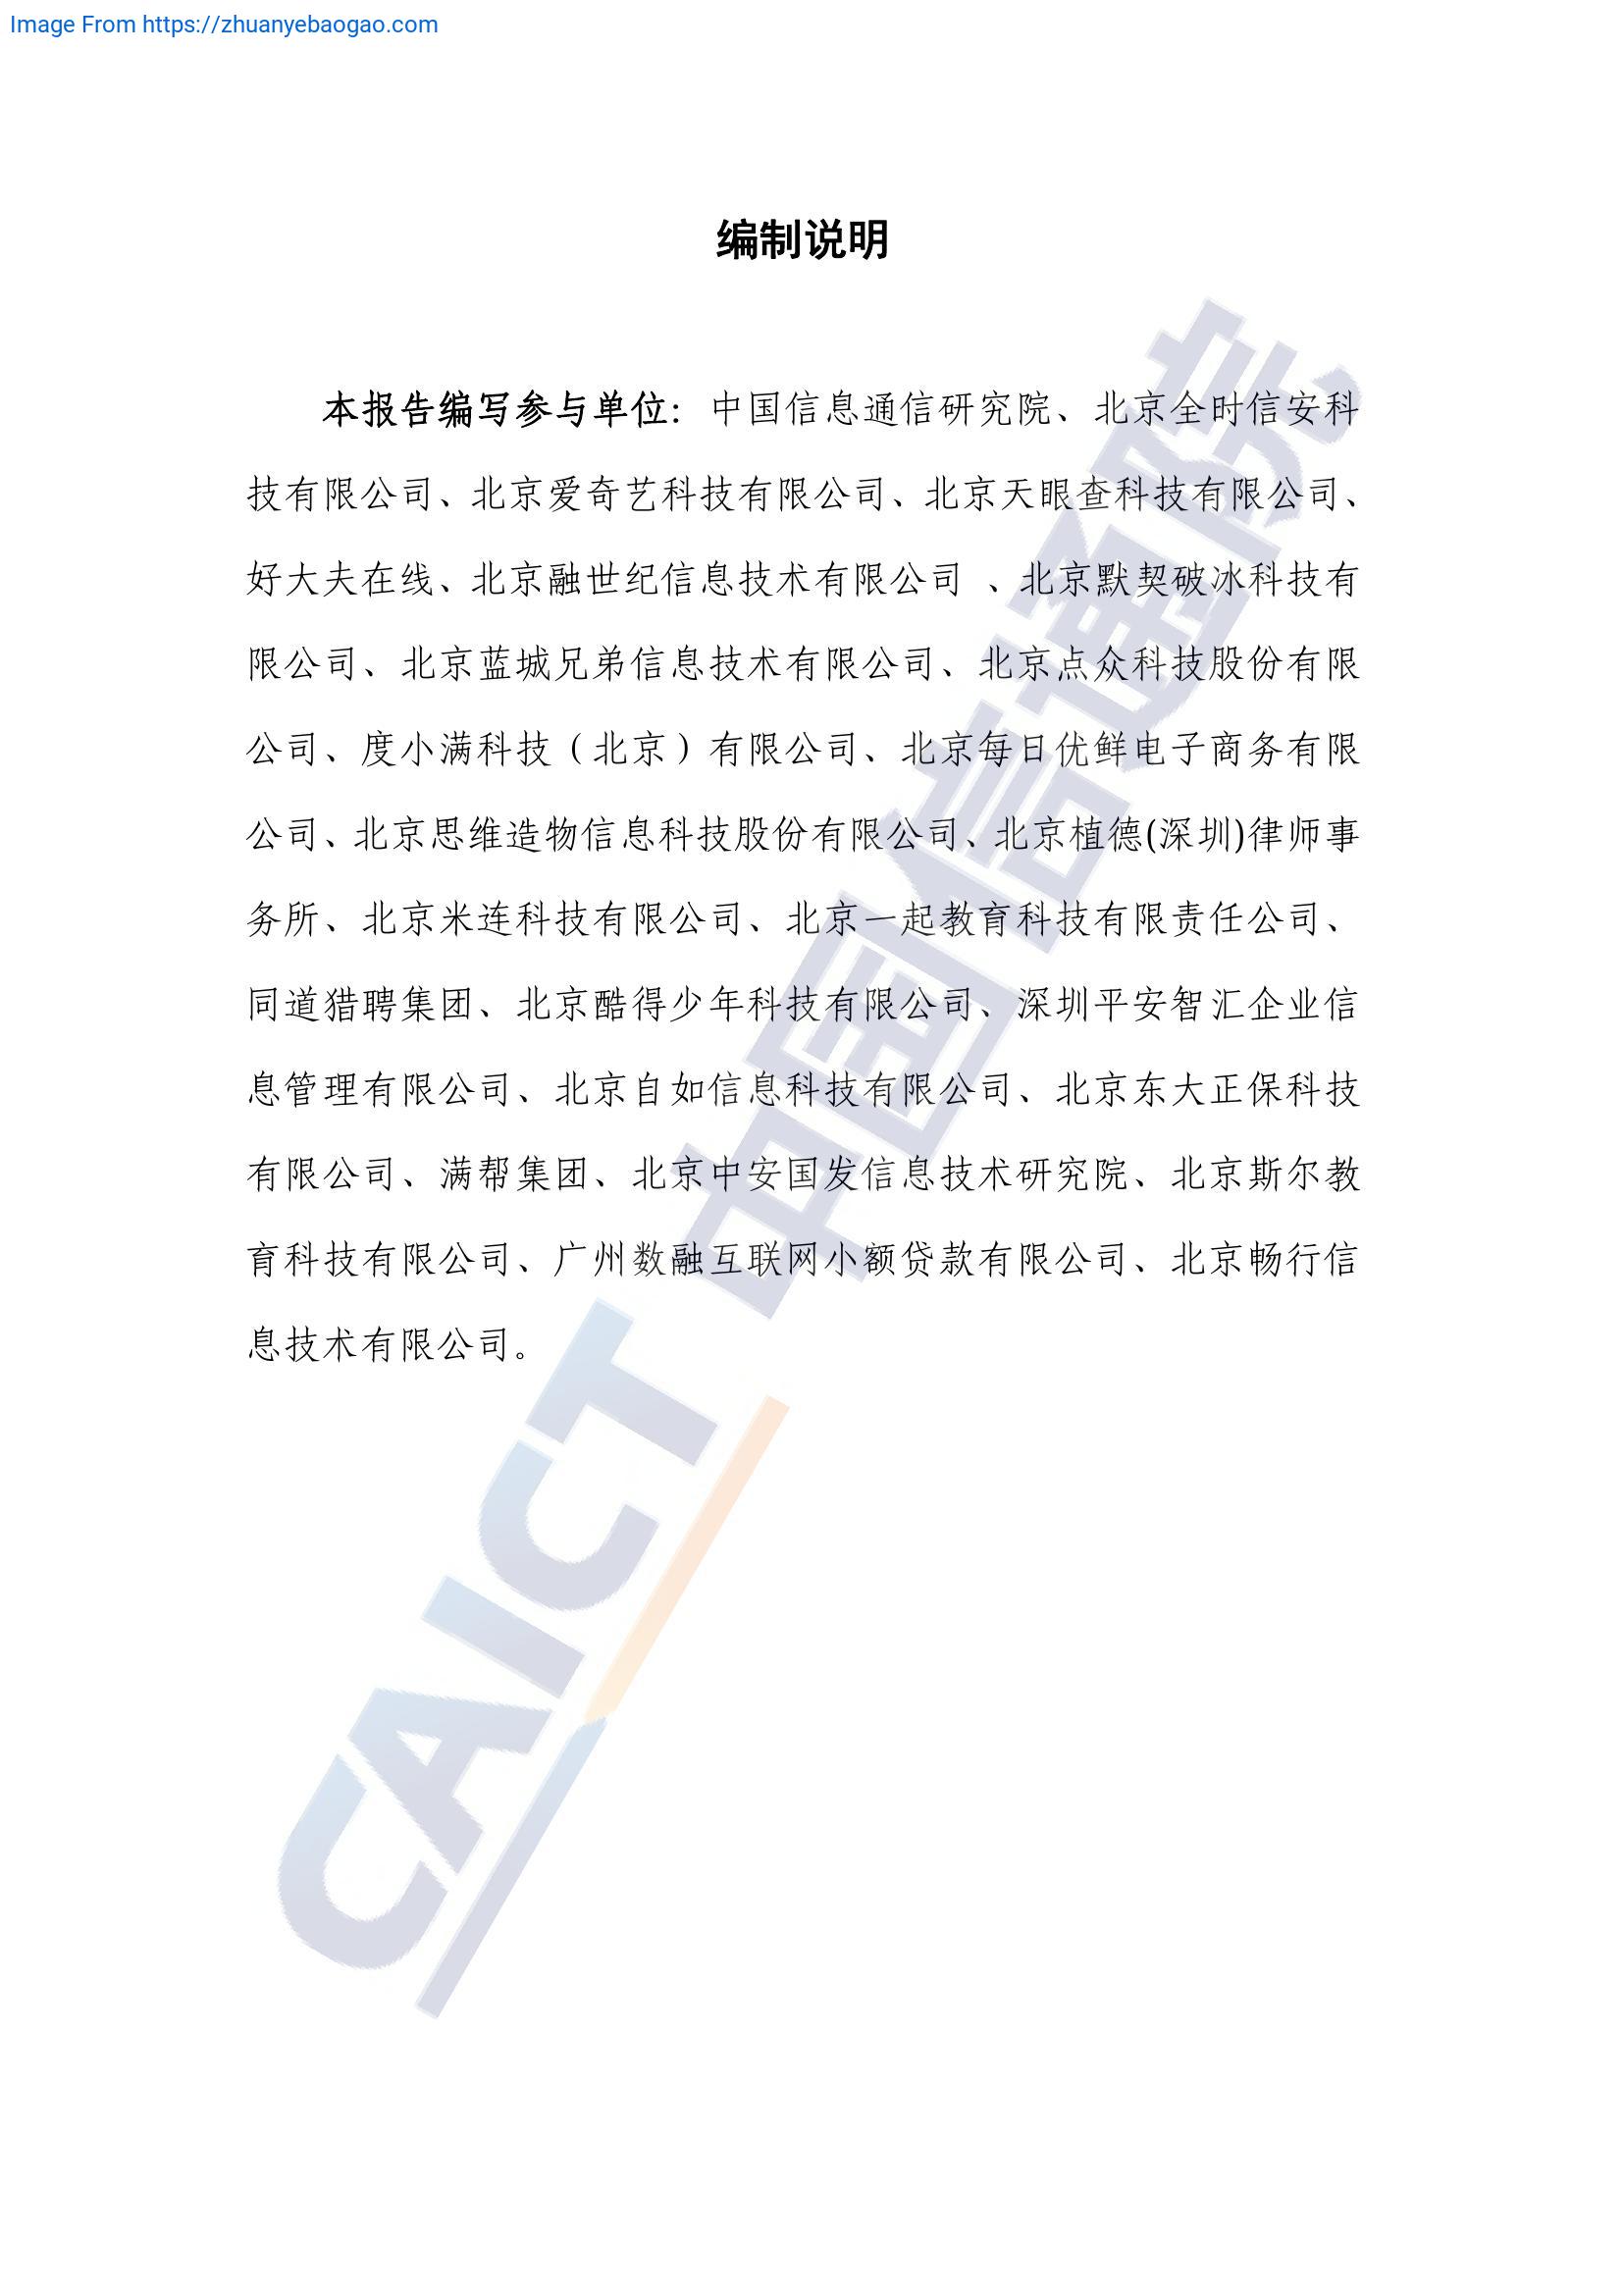 Image From https://zhuanyebaogao.com
编制说明
本报告编写参与单位：中国信息通信研究院、北京全时信安科
技有限公司、北京爱奇艺科技有限公司、北京天眼查科技有限公司、
好大夫在线、北京融世纪信息技术有限公司 、北京默契破冰科技有
限公司、北京蓝城兄弟信息技术有限公司、北京点众科技股份有限
公司、度小满科技（北京）有限公司、北京每日优鲜电子商务有限
公司、北京思维造物信息科技股份有限公司、北京植德(深圳)律师事
务所、北京米连科技有限公司、北京一起教育科技有限责任公司、
同道猎聘集团、北京酷得少年科技有限公司、深圳平安智汇企业信
息管理有限公司、北京自如信息科技有限公司、北京东大正保科技
有限公司、满帮集团、北京中安国发信息技术研究院、北京斯尔教
育科技有限公司、广州数融互联网小额贷款有限公司、北京畅行信
息技术有限公司。
CAICT 中国信通院